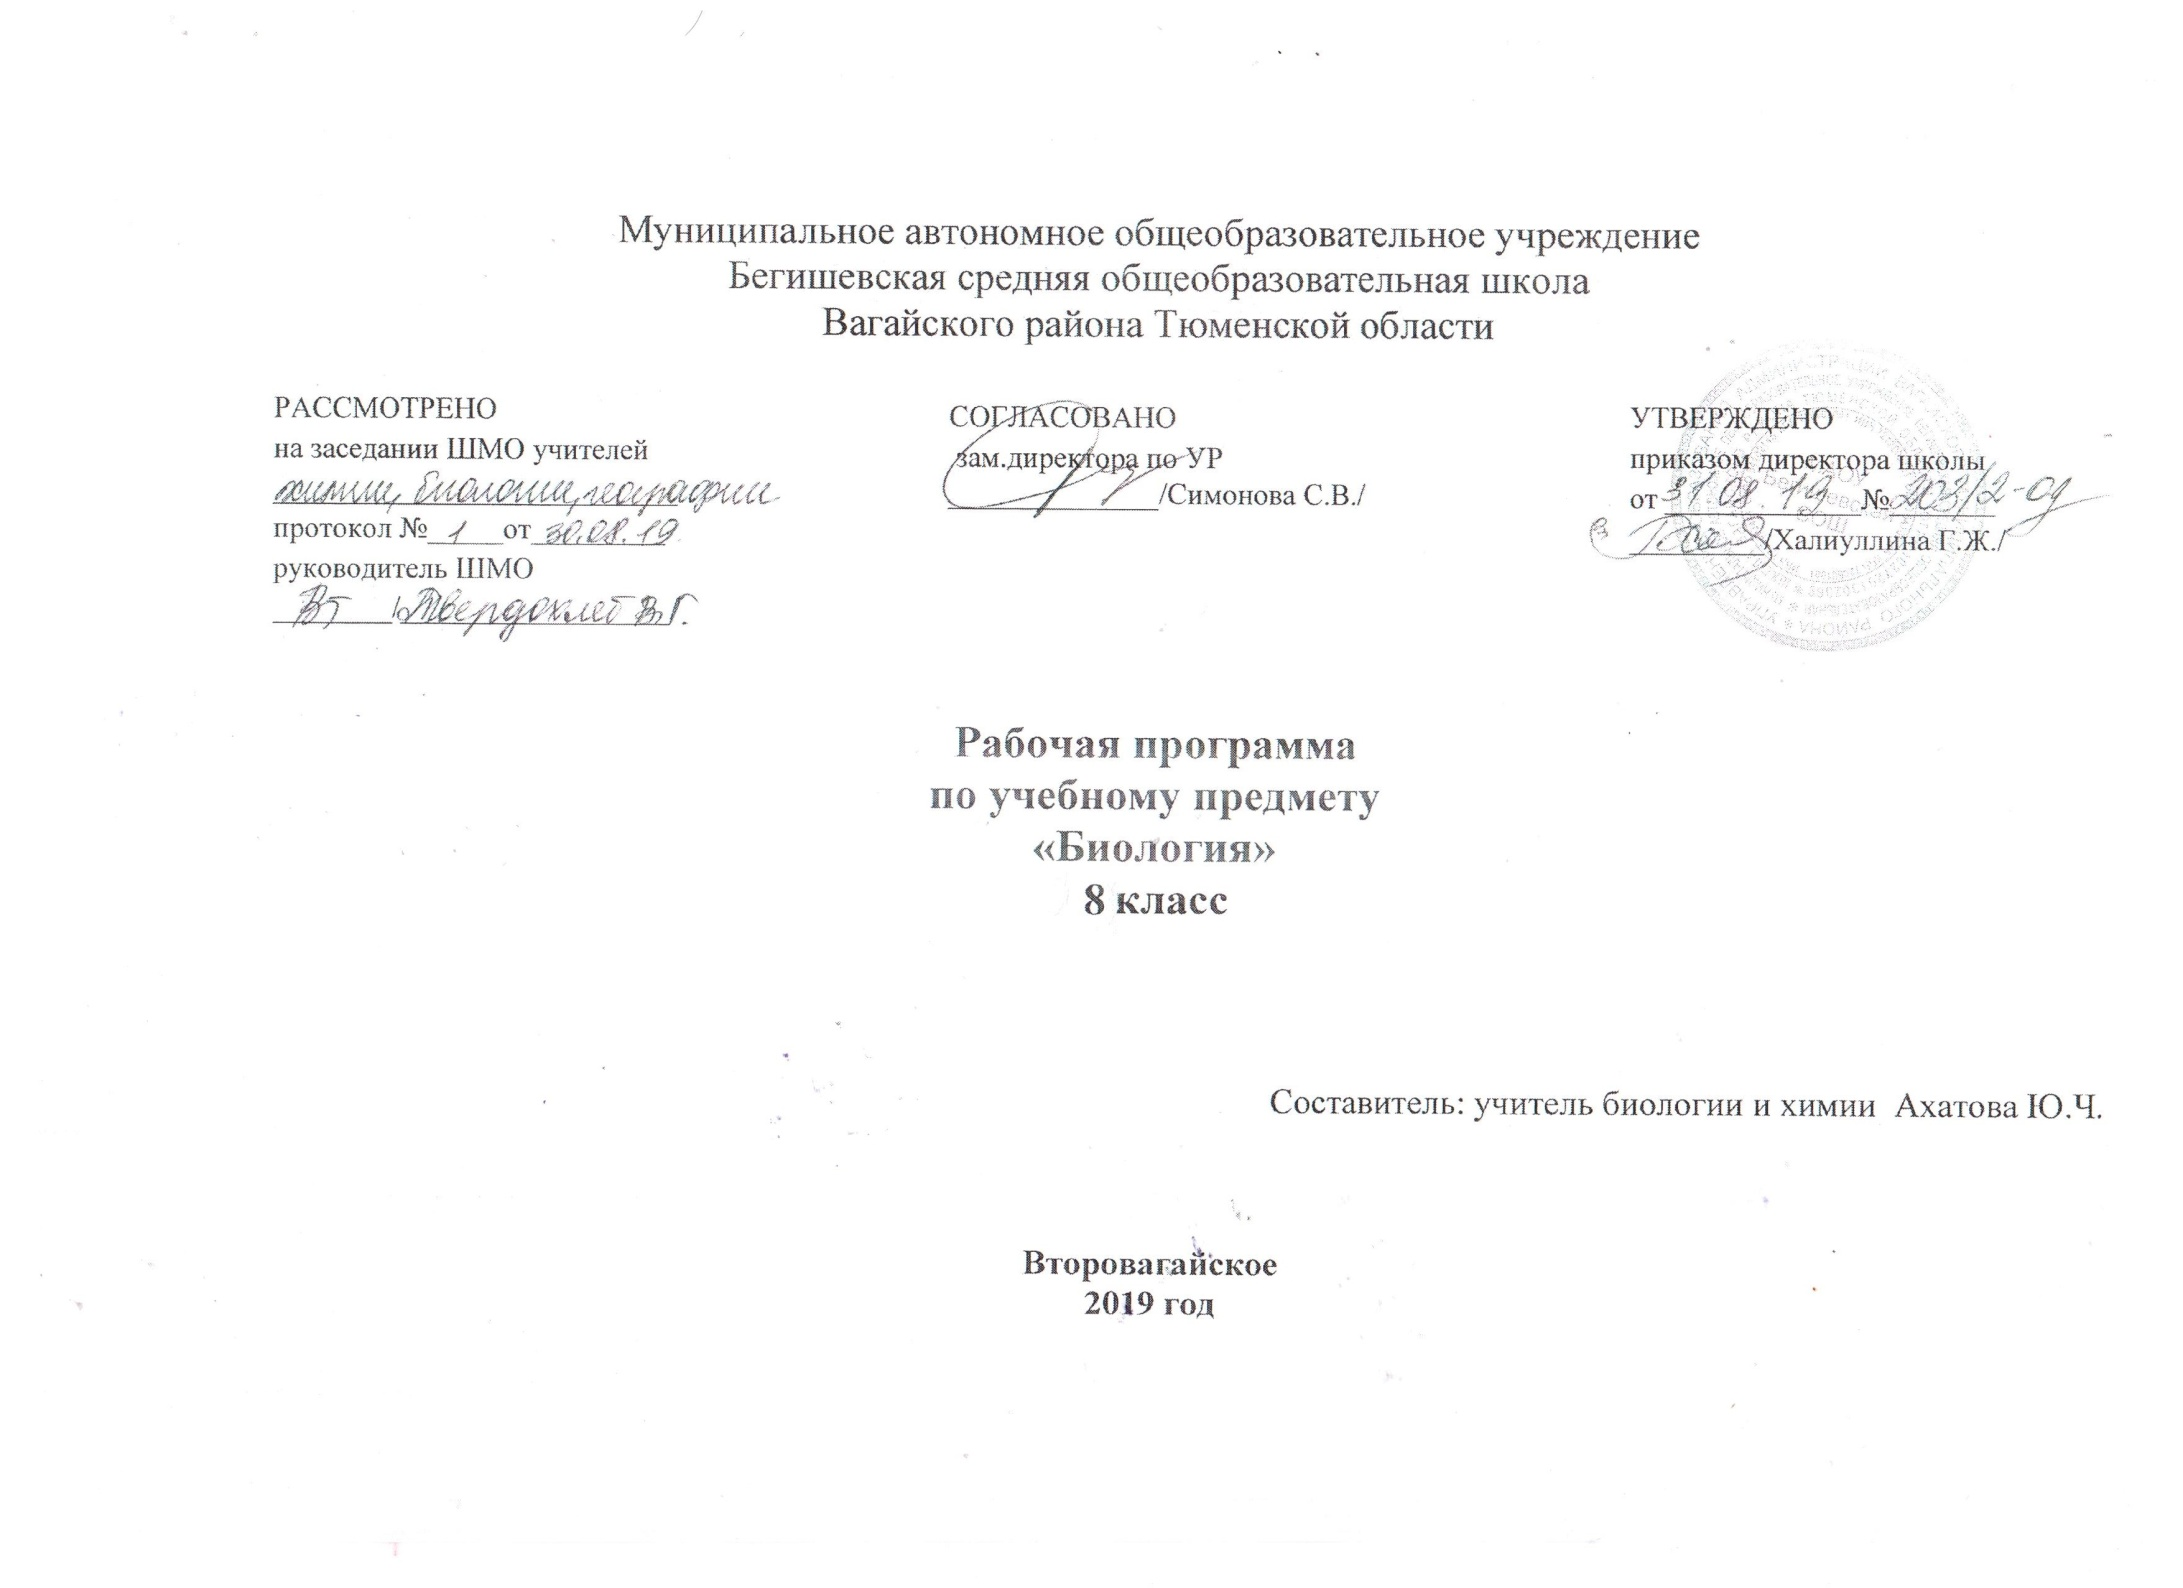 Муниципальное автономное общеобразовательное учреждение
Бегишевская средняя общеобразовательная школа
Вагайского района Тюменской области
РАССМОТРЕНО
на заседании ШМО учителей
химии, биологии, географии
протокол № 1 от 30.08.19
руководитель ШМО
ВТ /Твердохлеб В.Г.
СОГЛАСОВАНО
зам.директора по УР
/Симонова С.В./
УТВЕРЖДЕНО
приказом директора школы
от 31.08.19 № 203/2-од
/Халиуллина Г.Ж./
Рабочая программа
по учебному предмету
«Биология»
8 класс
Составитель: учитель биологии и химии Ахатова Ю.Ч.
Второвагайское
2019 год